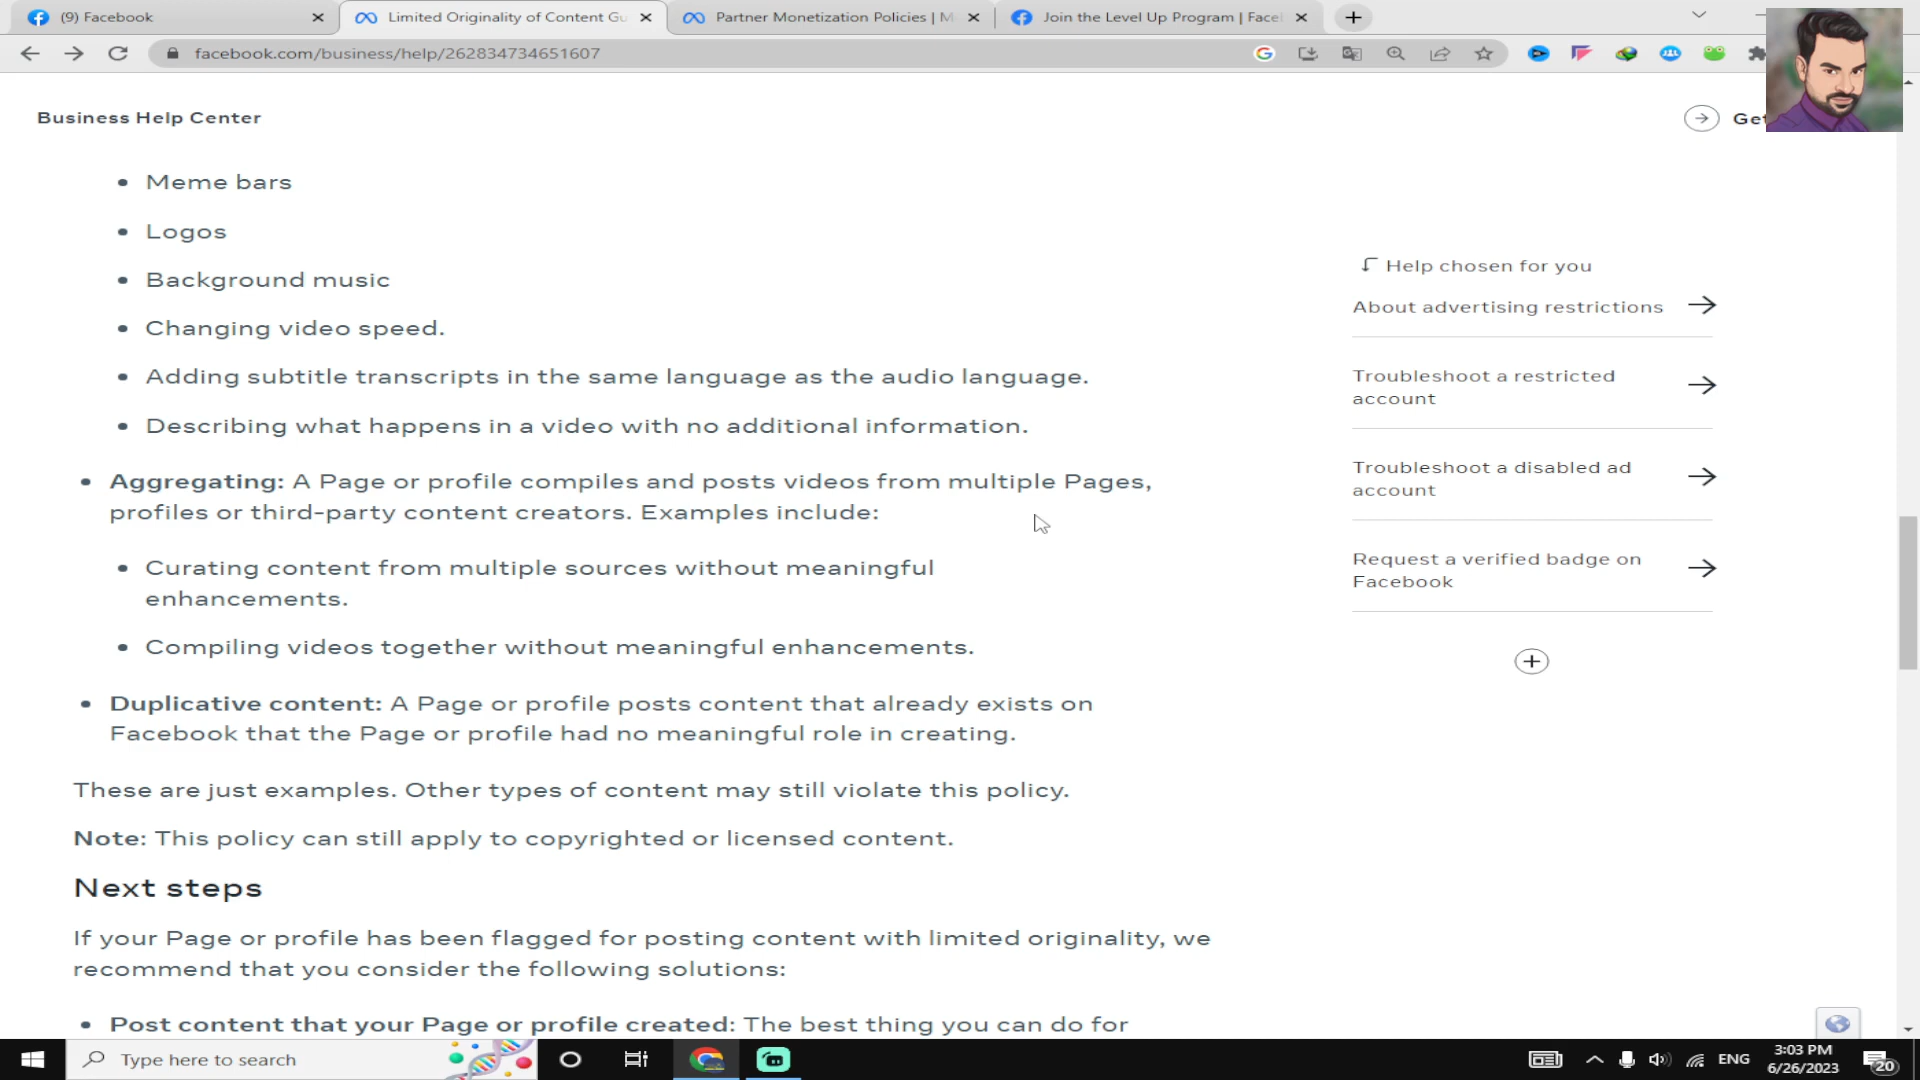 (9) Facebook
Limited Originality of Content Gu
Partner Monetization Policies | M
Join the Level Up Program | Face
facebook.com/business/help/262834734651607
Business Help Center
Get
Meme bars
Logos
Background music
Changing video speed.
Adding subtitle transcripts in the same language as the audio language.
Describing what happens in a video with no additional information.
Aggregating: A Page or profile compiles and posts videos from multiple Pages,
profiles or third-party content creators. Examples include:
Curating content from multiple sources without meaningful
enhancements.
Compiling videos together without meaningful enhancements.
Duplicative content: A Page or profile posts content that already exists on
Facebook that the Page or profile had no meaningful role in creating.
These are just examples. Other types of content may still violate this policy.
Note: This policy can still apply to copyrighted or licensed content.
Next steps
If your Page or profile has been flagged for posting content with limited originality, we
recommend that you consider the following solutions:
Post content that your Page or profile created: The best thing you can do for
Help chosen for you
About advertising restrictions
Troubleshoot a restricted
account
Troubleshoot a disabled ad
account
Request a verified badge on
Facebook
Type here to search
ENG
3:03 PM
6/26/2023
20